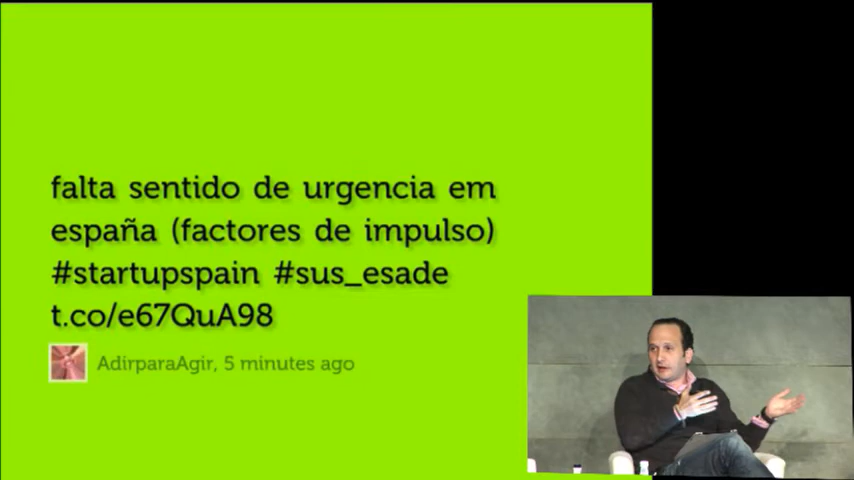 falta sentido de urgencia em
españa (factores de impulso)
#startupspain #sus_esade
t.co/e67QuA98
AdirparaAgir, 5 minutes ago